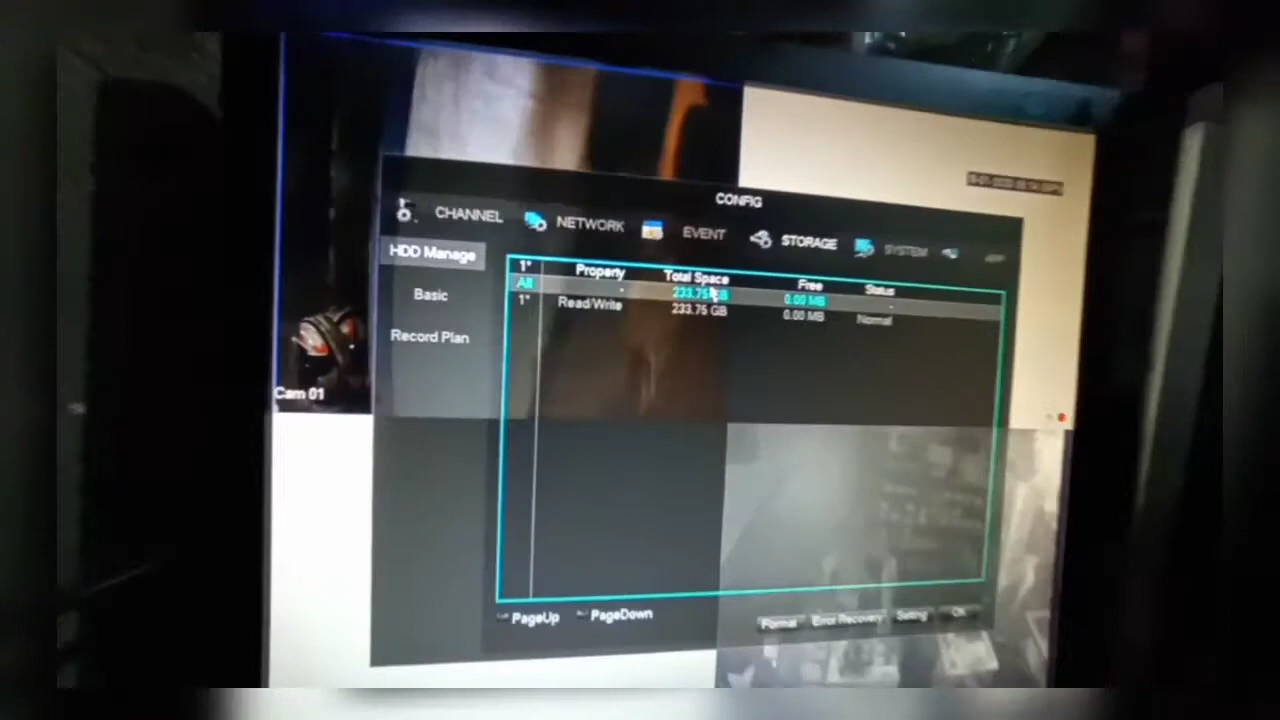 CONFIG
CHANNEL NETWORK EVENT STORAGE SYSTEM
HDD Manage
Basic
Record Plan
1* Property Total Space Free Status
All - 233.75 GB 0.00 MB -
1* Read/Write 233.75 GB 0.00 MB Normal
Cam 01
PageUp PageDown
Format Error Recovery Setting OK